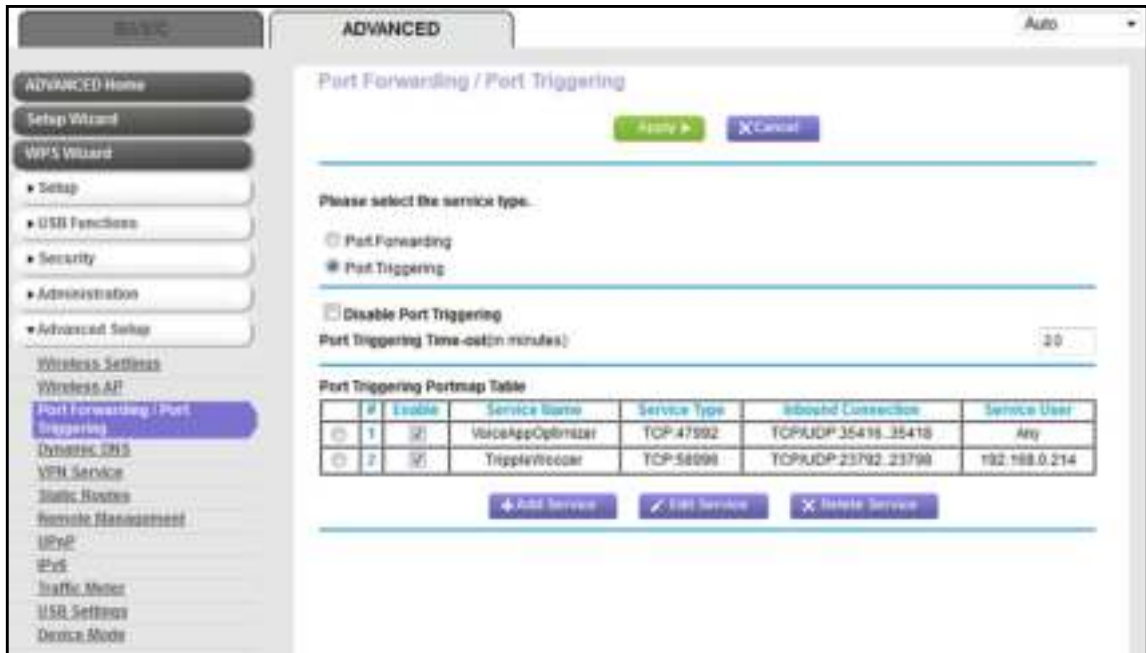 BASIC
ADVANCED
Auto
ADVANCED Home
Setup Wizard
WPS Wizard
Setup
USB Functions
Security
Administration
Advanced Setup
Wireless Settings
Wireless AP
Port Forwarding / Port
Triggering
Dynamic DNS
VPN Service
Static Routes
Remote Management
UPnP
IPv6
Traffic Meter
USB Settings
Device Mode
Port Forwarding / Port Triggering
Apply
X Cancel
Please select the service type.
Port Forwarding
Port Triggering
Disable Port Triggering
Port Triggering Time-out(in minutes) 20
Port Triggering Portmap Table
# Enable Service Name Service Type Inbound Connection Service User
1 VoiceAppOptimizer TCP:47992 TCP/UDP:35416..35418 Any
2 TCP:58998 TCP/UDP:23792..23798 192.168.0.214
+ Add Service Edit Service X Delete Service